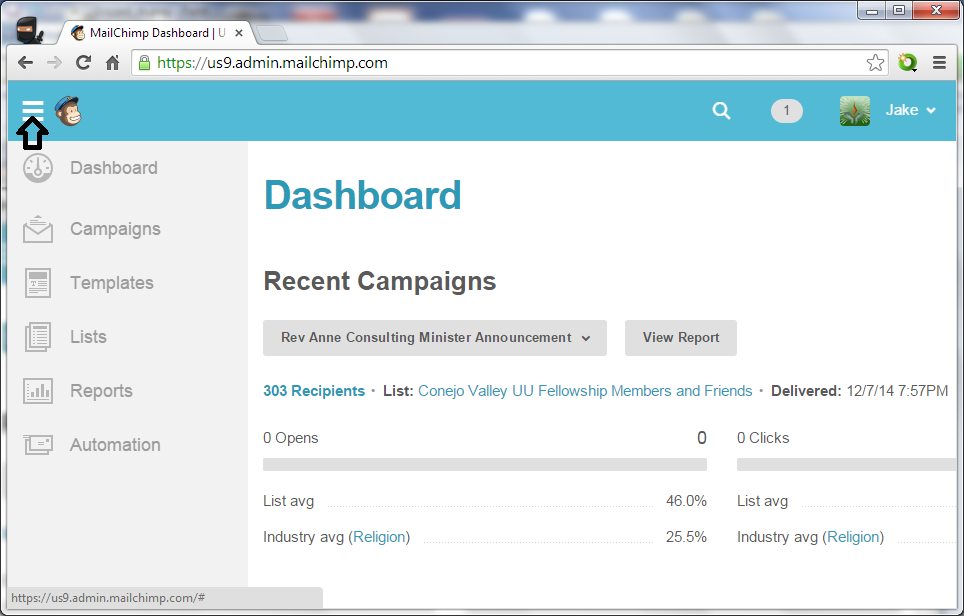 MailChimp Dashboard | U
https://us9.admin.mailchimp.com
1
Jake
Dashboard
Campaigns
Templates
Lists
Reports
Automation
Dashboard
Recent Campaigns
Rev Anne Consulting Minister Announcement
View Report
303 Recipients · List: Conejo Valley UU Fellowship Members and Friends · Delivered: 12/7/14 7:57PM
0 Opens 0 0 Clicks
List avg 46.0% List avg
Industry avg (Religion) 25.5% Industry avg (Religion)
https://us9.admin.mailchimp.com/#